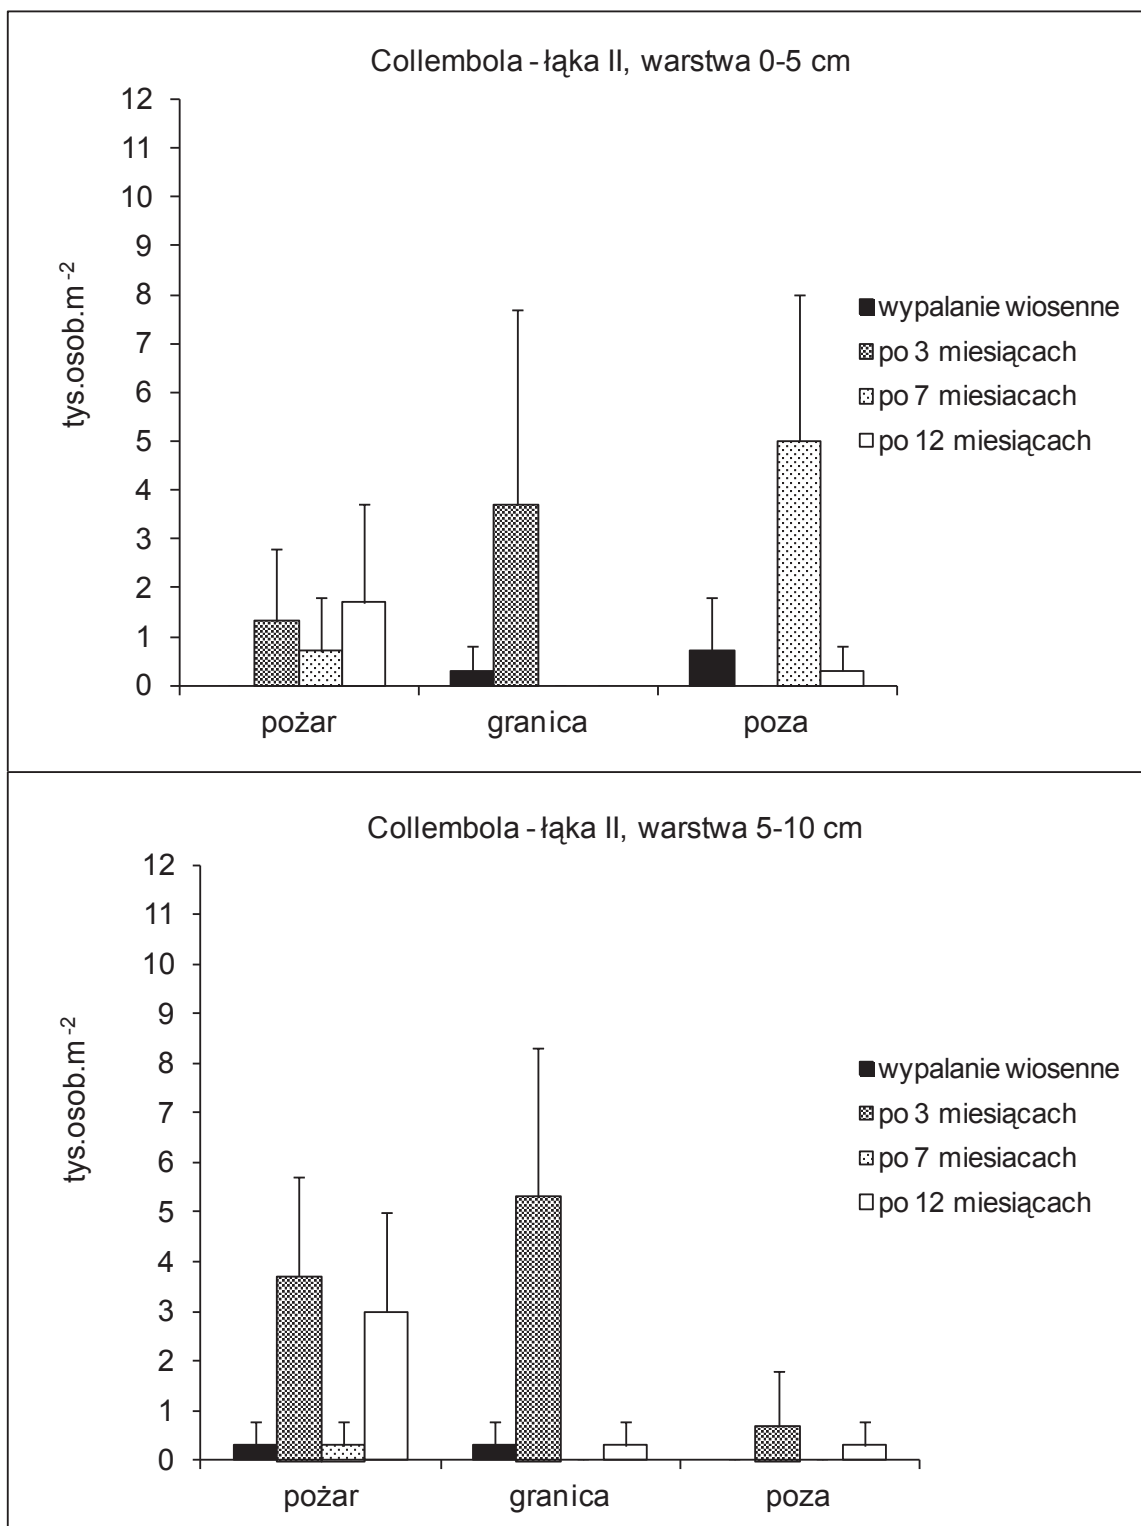 Collembola - łąka II, warstwa 0-5 cm
12
11
10
9
8
7
6
5
4
3
2
1
0
tys.osob.m-2
pożar granica poza
wypalanie wiosenne
po 3 miesiącach
po 7 miesiacach
po 12 miesiącach
Collembola - łąka II, warstwa 5-10 cm
12
11
10
9
8
7
6
5
4
3
2
1
0
tys.osob.m-2
pożar granica poza
wypalanie wiosenne
po 3 miesiącach
po 7 miesiacach
po 12 miesiącach